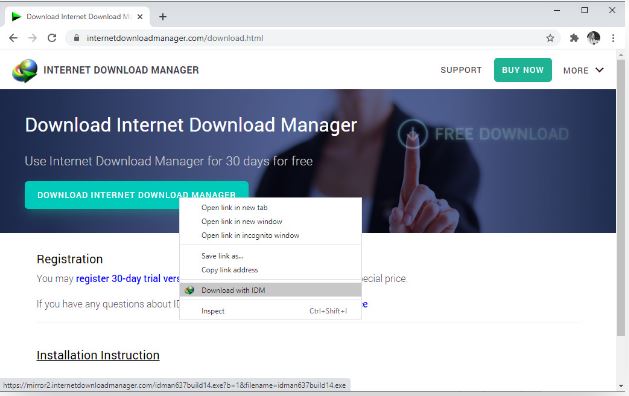 Download Internet Download M
internetdownloadmanager.com/download.html
INTERNET DOWNLOAD MANAGER
SUPPORT
BUY NOW
MORE
Download Internet Download Manager
FREE DOWNLOAD
Use Internet Download Manager for 30 days for free
DOWNLOAD INTERNET DOWNLOAD MANAGER
Open link in new tab
Open link in new window
Open link in incognito window
Save link as...
Copy link address
Download with IDM
Inspect Ctrl+Shift+I
Registration
You may register 30-day trial vers ecial price.
If you have any questions about ID
Installation Instruction
https://mirror2.internetdownloadmanager.com/idman637build14.exe?b=1&filename=idman637build14.exe